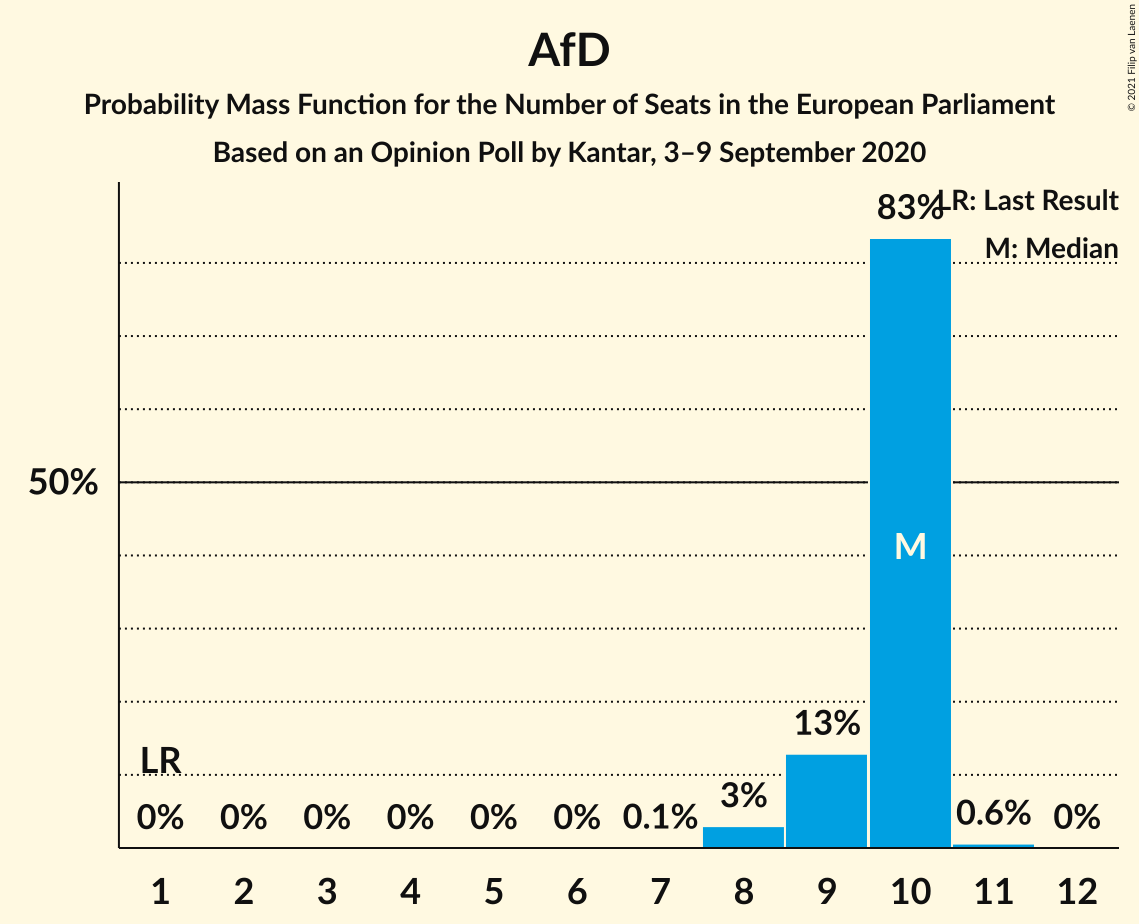 AfD
Probability Mass Function for the Number of Seats in the European Parliament
Based on an Opinion Poll by Kantar, 3–9 September 2020
© 2021 Filip van Laenen
LR: Last Result
M: Median
83%
50%
M
13%
LR
3%
0% 0% 0% 0% 0% 0% 0.1% 0.6% 0%
1 2 3 4 5 6 7 8 9 10 11 12